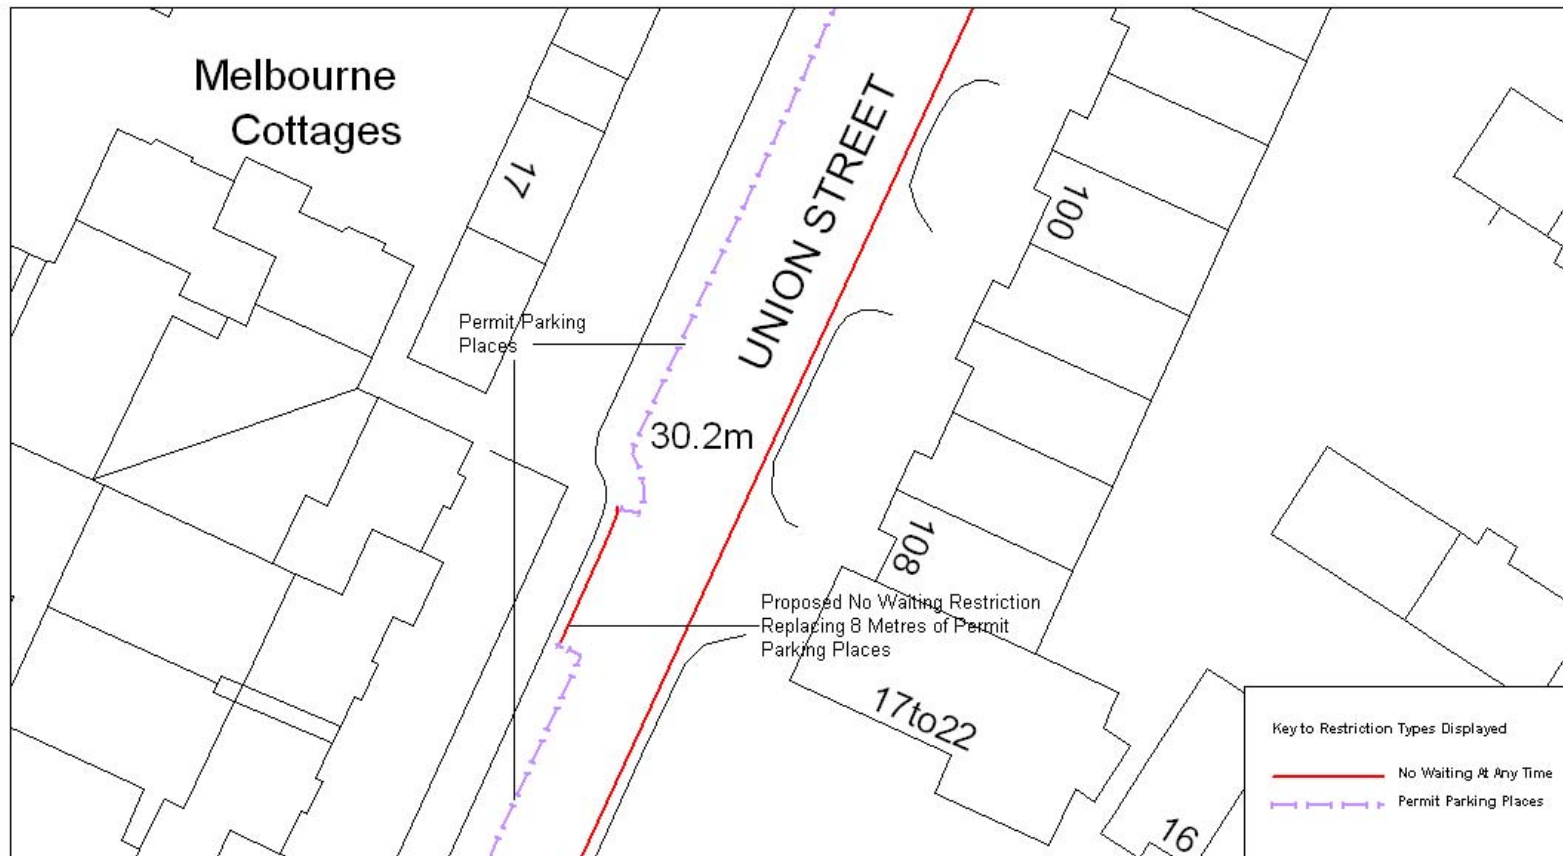 Melbourne
Cottages
17
UNION STREET
100
Permit Parking
Places
30.2m
108
Proposed No Waiting Restriction
Replacing 8 Metres of Permit
Parking Places
17to22
16
Key to Restriction Types Displayed
No Waiting At Any Time
Permit Parking Places